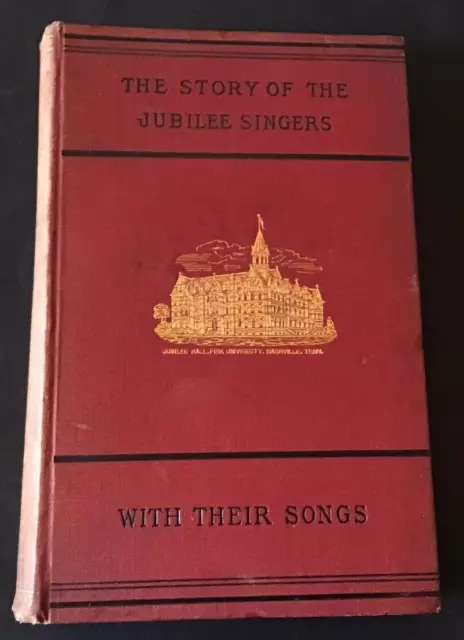 THE STORY OF THE
JUBILEE SINGERS
JUBILEE HALL, FISK UNIVERSITY, NASHVILLE, TENN.
WITH THEIR SONGS